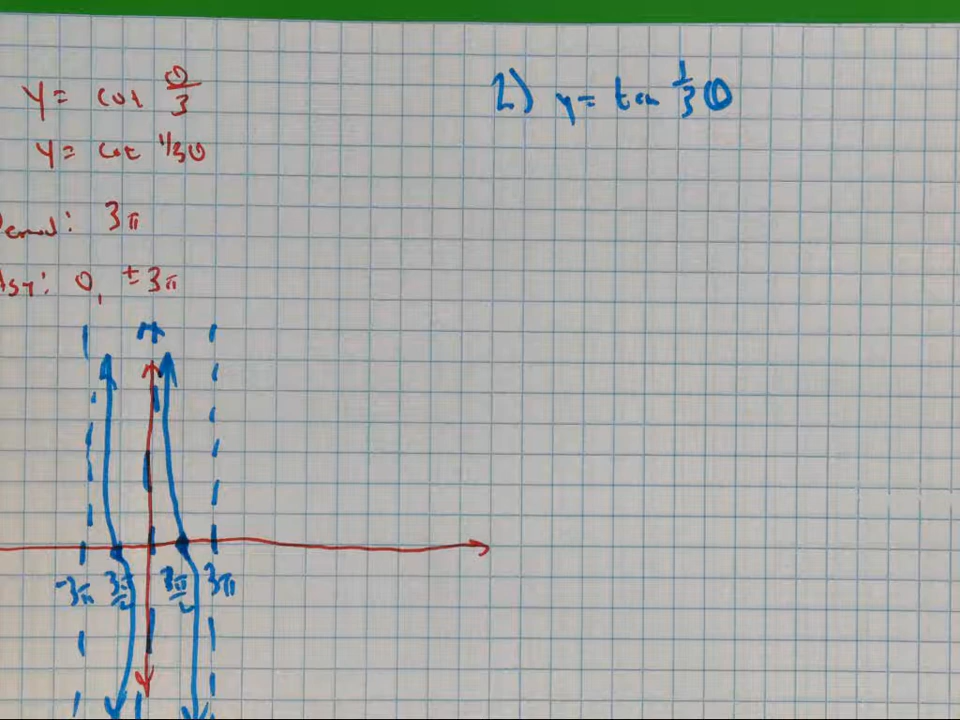 y = cot θ/3
y = cot 1/3 θ
Period: 3π
Asy: 0, ±3π
-3π 3π/2 3π/2 3π
2) y = tan 1/3 θ